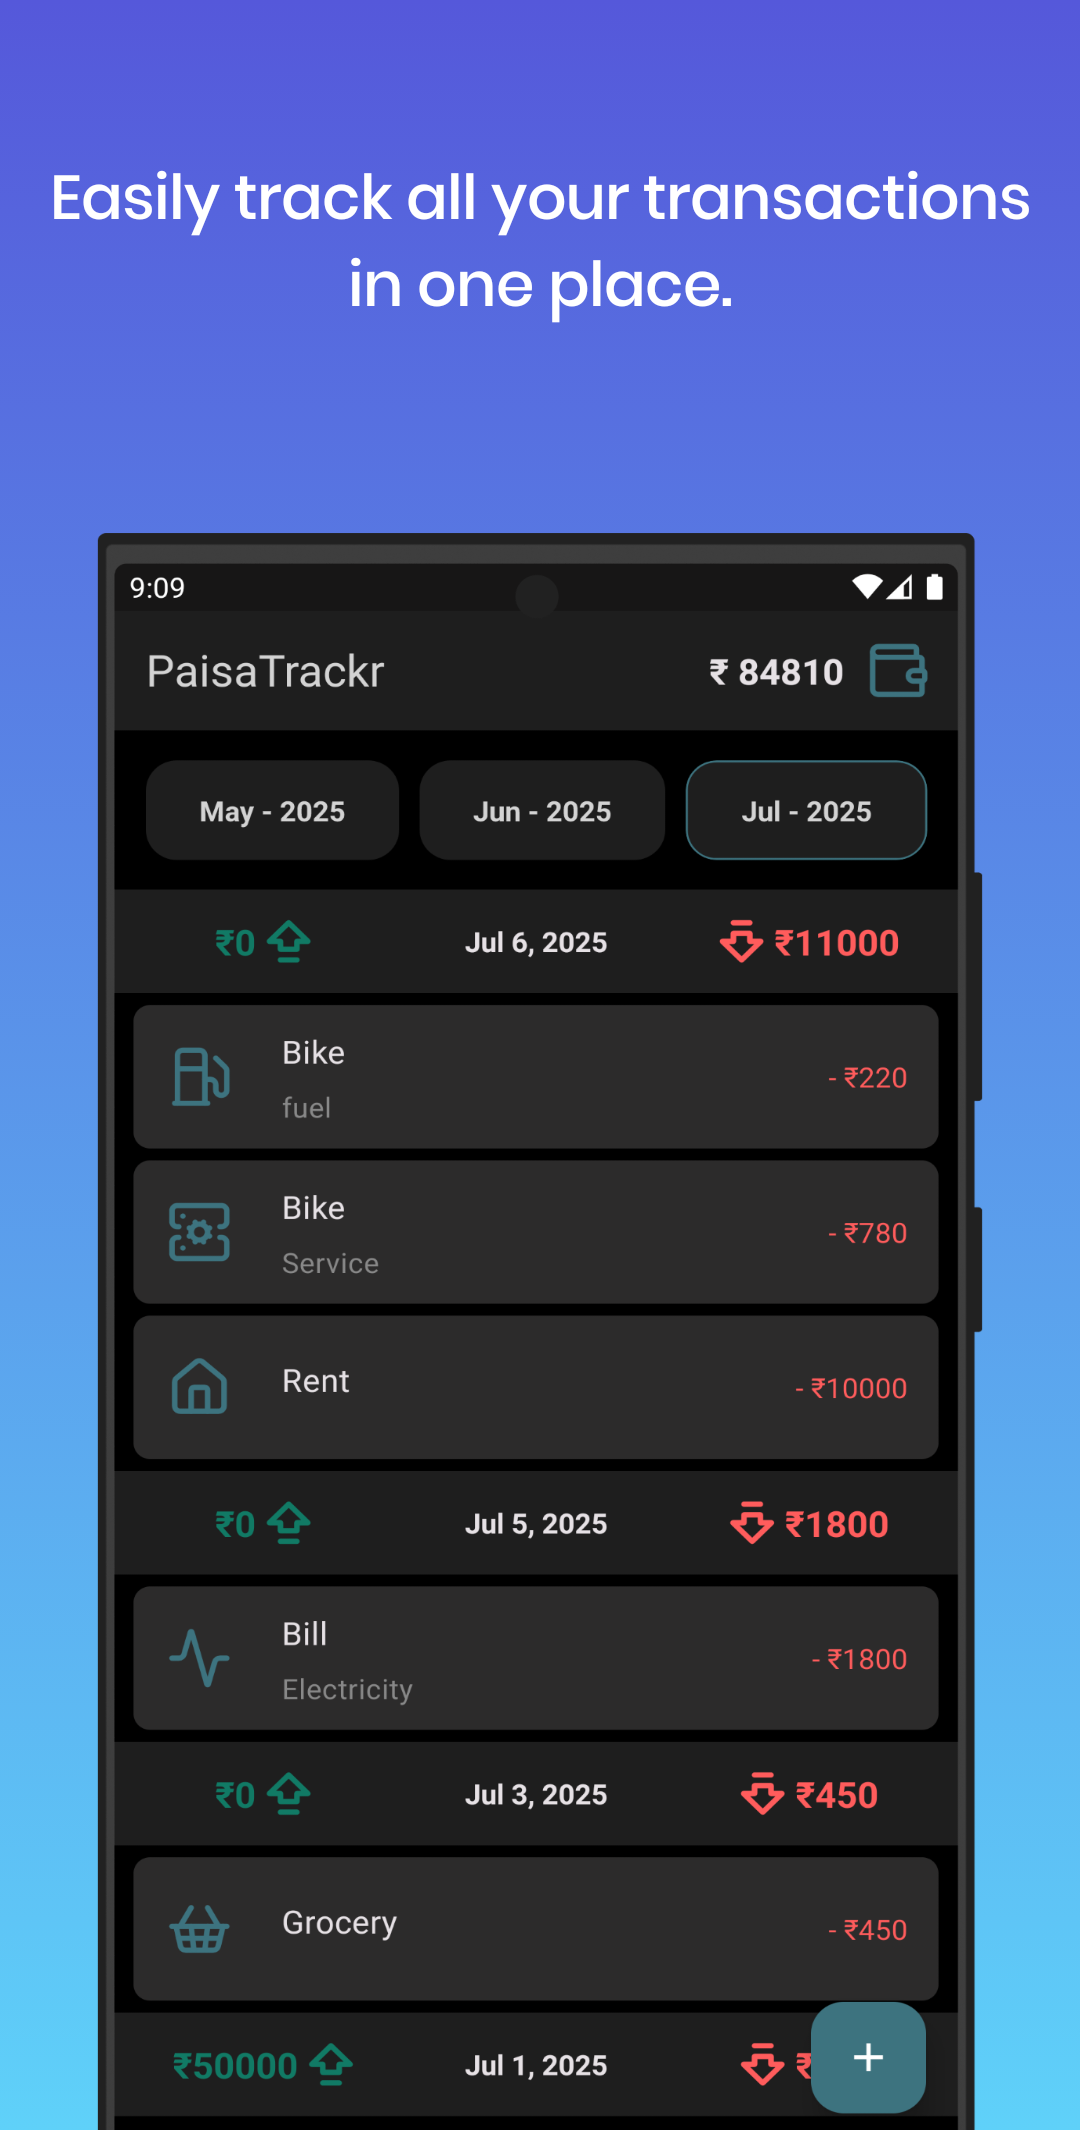 Easily track all your transactions
in one place.
9:09
PaisaTrackr
₹ 84810
May - 2025
Jun - 2025
Jul - 2025
₹0
Jul 6, 2025
₹11000
Bike
fuel
- ₹220
Bike
Service
- ₹780
Rent
- ₹10000
₹0
Jul 5, 2025
₹1800
Bill
Electricity
- ₹1800
₹0
Jul 3, 2025
₹450
Grocery
- ₹450
₹50000
Jul 1, 2025
₹
+